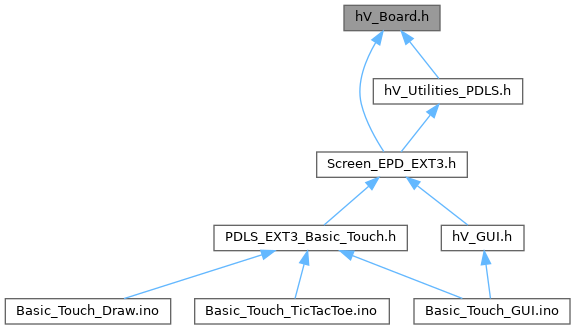 hV_Board.h
hV_Utilities_PDLS.h
Screen_EPD_EXT3.h
PDLS_EXT3_Basic_Touch.h
hV_GUI.h
Basic_Touch_Draw.ino
Basic_Touch_TicTacToe.ino
Basic_Touch_GUI.ino